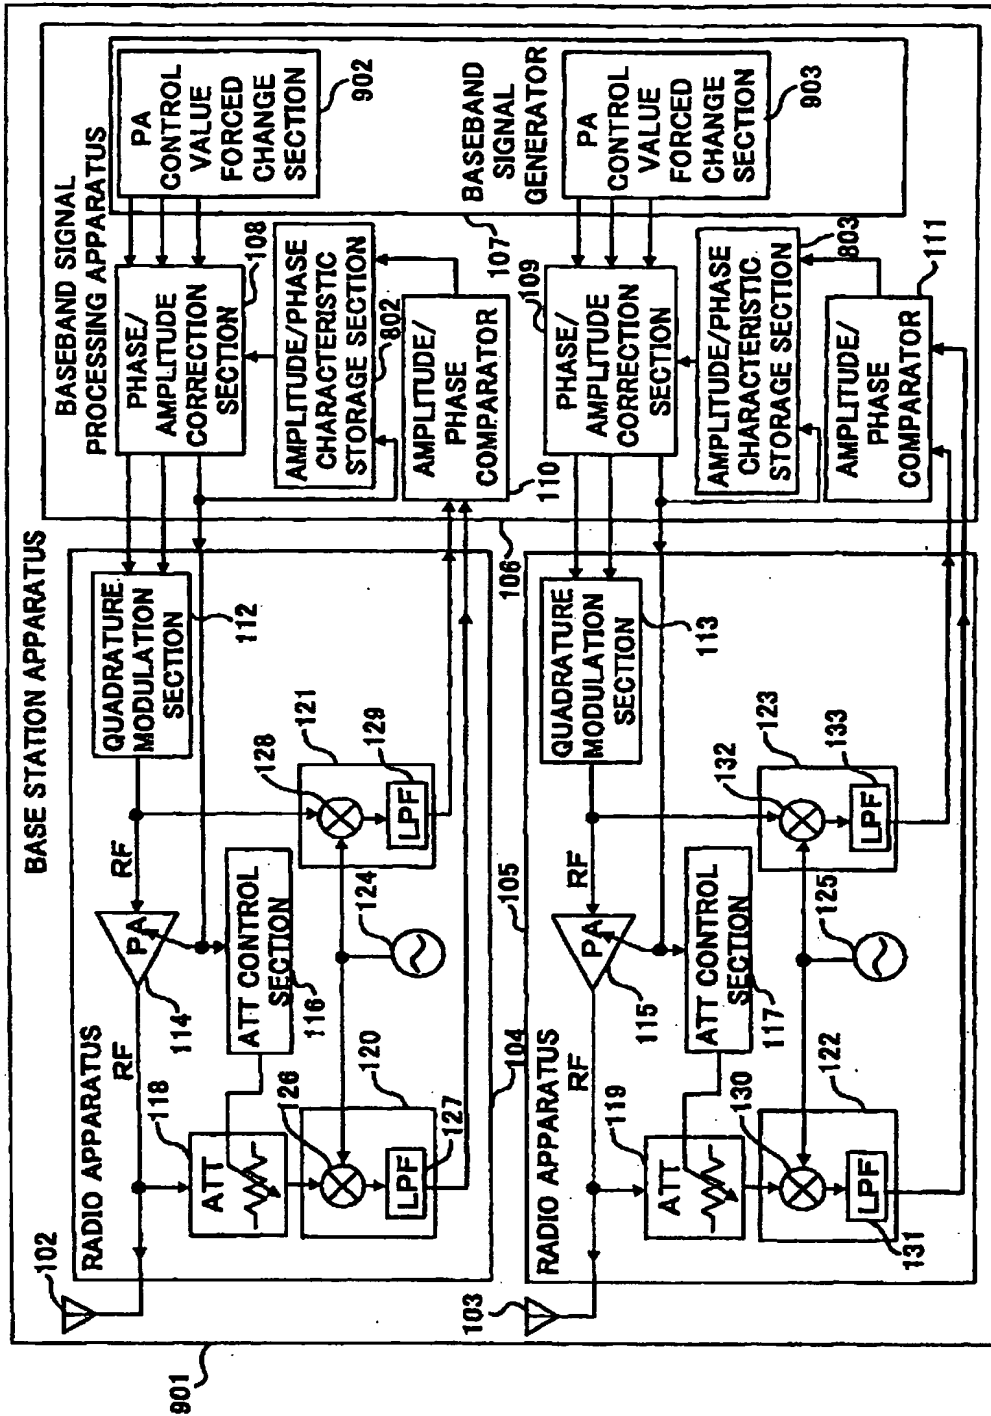 901
BASE STATION APPARATUS
102
RADIO APPARATUS
104
RF
114
PA
RF
QUADRATURE
MODULATION
SECTION
112
118
ATT
ATT CONTROL
SECTION
116
126
120
LPF
127
124
128
121
129
LPF
106
BASEBAND SIGNAL
PROCESSING APPARATUS
PHASE/
AMPLITUDE
CORRECTION
SECTION
108
AMPLITUDE/PHASE
CHARACTERISTIC
STORAGE SECTION
802
AMPLITUDE/
PHASE
COMPARATOR
110
107
BASEBAND
SIGNAL
GENERATOR
PA
CONTROL
VALUE
FORCED
CHANGE
SECTION
902
103
RADIO APPARATUS
105
RF
115
PA
RF
QUADRATURE
MODULATION
SECTION
113
119
ATT
ATT CONTROL
SECTION
117
130
122
LPF
131
125
132
123
133
LPF
109
PHASE/
AMPLITUDE
CORRECTION
SECTION
AMPLITUDE/PHASE
CHARACTERISTIC
STORAGE SECTION
803
AMPLITUDE/
PHASE
COMPARATOR
111
PA
CONTROL
VALUE
FORCED
CHANGE
SECTION
903